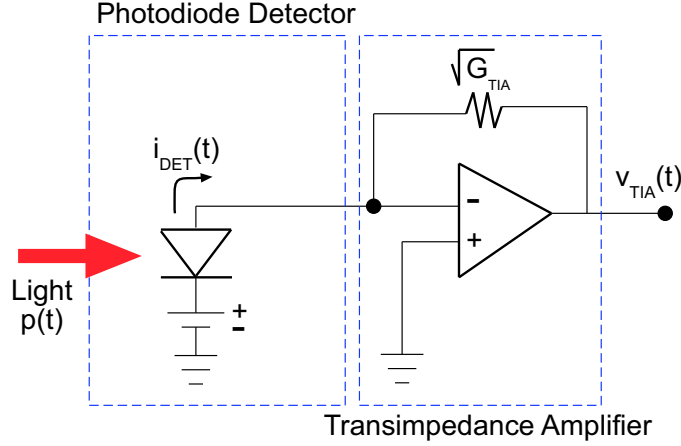 Photodiode Detector
√G_TIA
i_DET(t)
v_TIA(t)
-
+
Light
p(t)
+
-
Transimpedance Amplifier